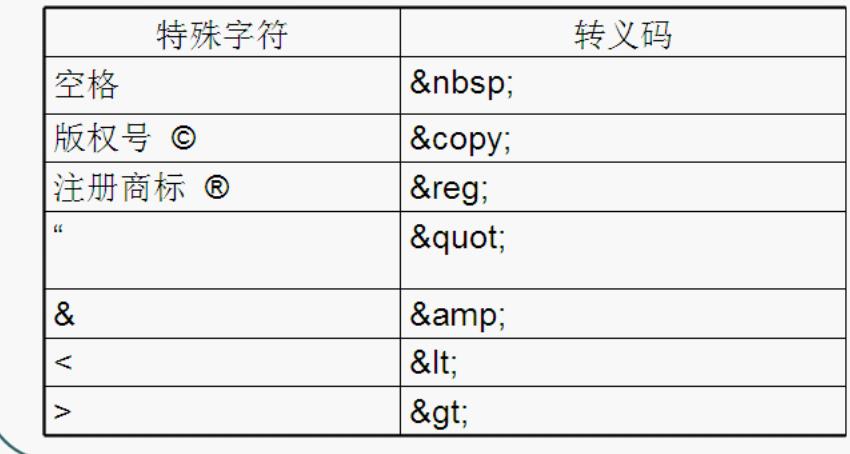 特殊字符 转义码
空格 &nbsp;
版权号 © &copy;
注册商标 ® &reg;
“ &quot;
& &amp;
< &lt;
> &gt;